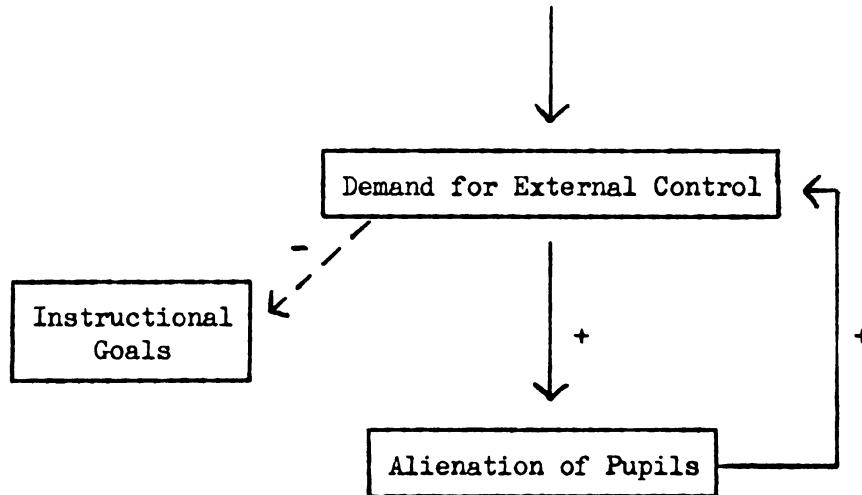 Demand for External Control
-
Instructional
Goals
+
+
Alienation of Pupils